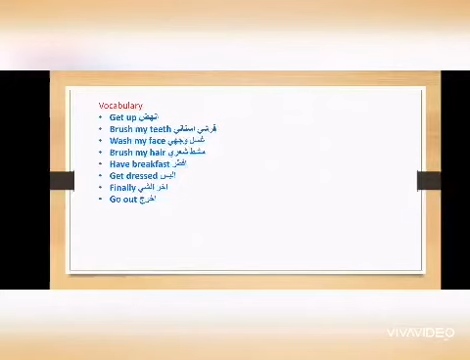 Vocabulary
• Get up انهض
• Brush my teeth فرشي اسناني
• Wash my face غسل وجهي
• Brush my hair مشط شعري
• Have breakfast افطر
• Get dressed البس
• Finally اخر الشي
• Go out اخرج
VIVAVIDEO